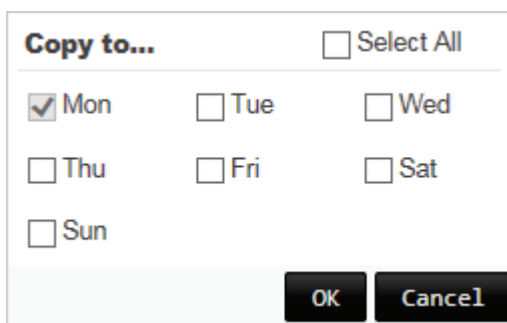 Copy to... Select All
Mon Tue Wed
Thu Fri Sat
Sun
OK Cancel